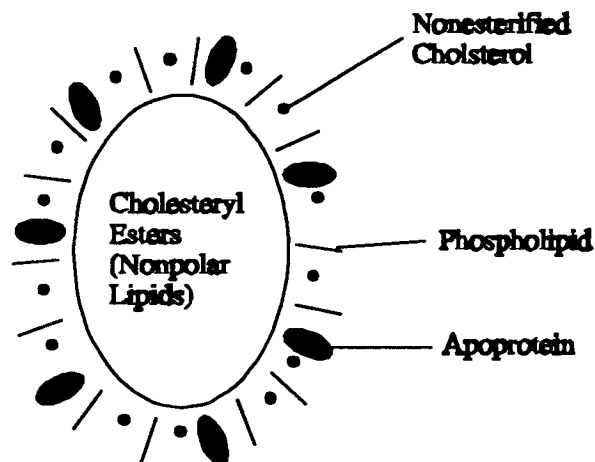 Nonesterified
Cholsterol
Cholesteryl
Esters
(Nonpolar
Lipids)
Phospholipid
Apoprotein